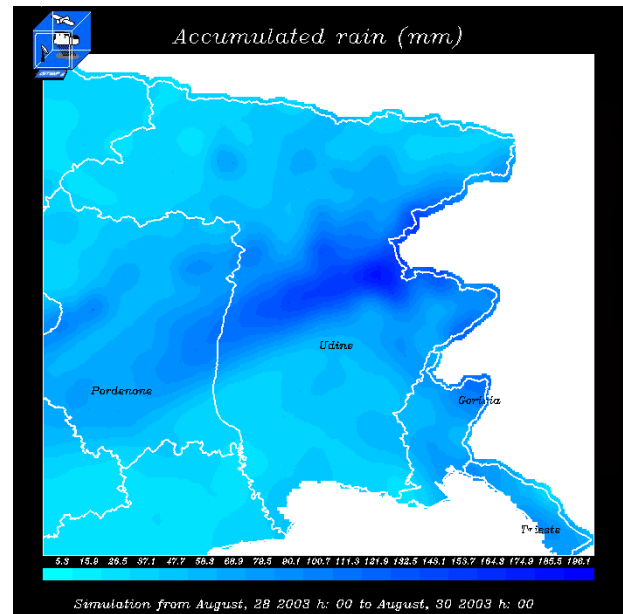 Accumulated rain (mm)
Udine
Pordenone
Gorizia
Trieste
5.3 15.9 26.5 37.1 47.7 58.3 68.9 79.5 90.1 100.7 111.3 121.9 132.5 143.1 153.7 164.3 174.9 185.5 196.1
Simulation from August, 28 2003 h: 00 to August, 30 2003 h: 00